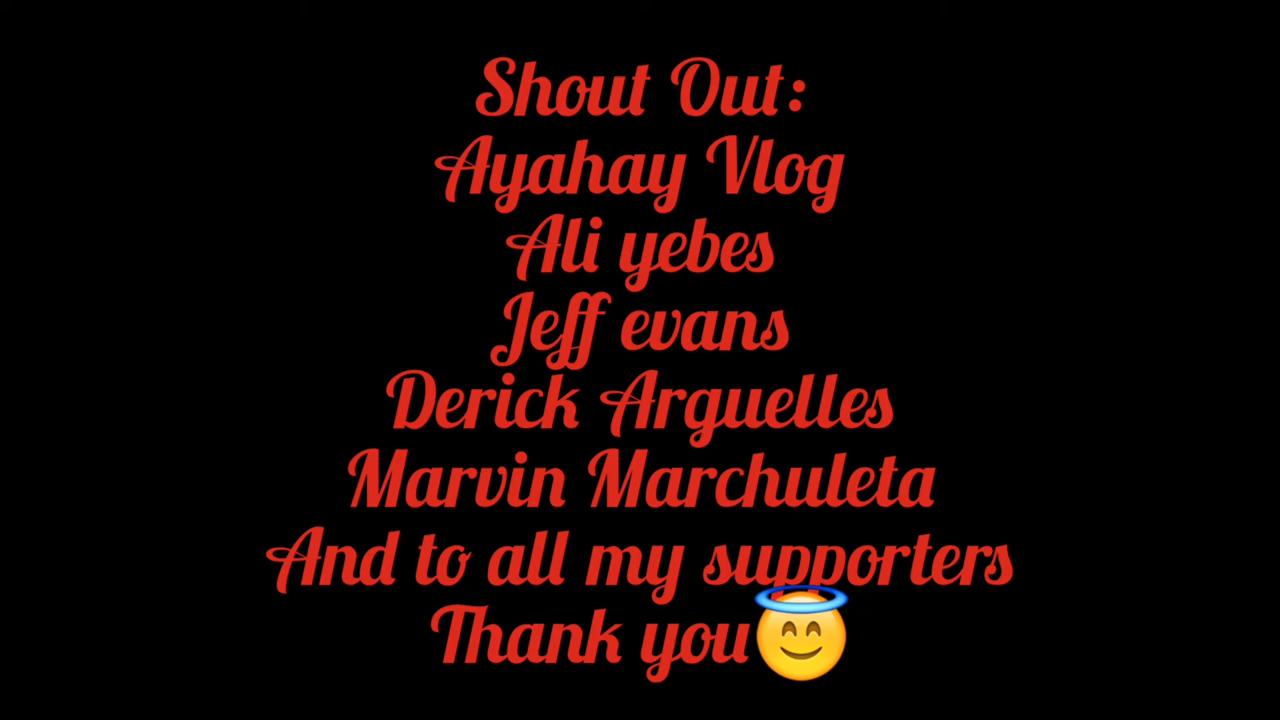 Shout Out:
Ayahay Vlog
Ali yebes
Jeff evans
Derick Arguelles
Marvin Marchuleta
And to all my supporters
Thank you😇